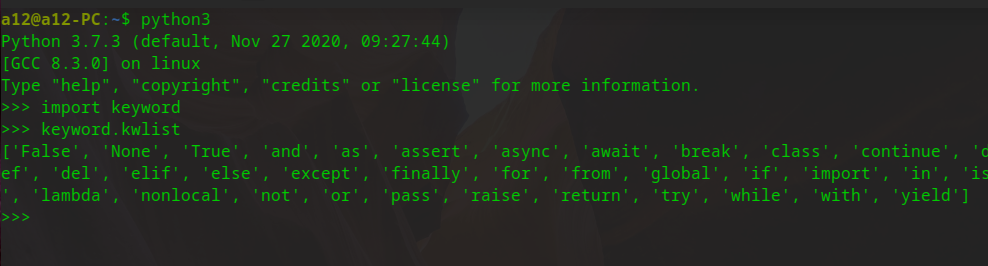 a12@a12-PC:~$ python3
Python 3.7.3 (default, Nov 27 2020, 09:27:44)
[GCC 8.3.0] on linux
Type "help", "copyright", "credits" or "license" for more information.
>>> import keyword
>>> keyword.kwlist
['False', 'None', 'True', 'and', 'as', 'assert', 'async', 'await', 'break', 'class', 'continue', 'd
ef', 'del', 'elif', 'else', 'except', 'finally', 'for', 'from', 'global', 'if', 'import', 'in', 'is
', 'lambda', 'nonlocal', 'not', 'or', 'pass', 'raise', 'return', 'try', 'while', 'with', 'yield']
>>>